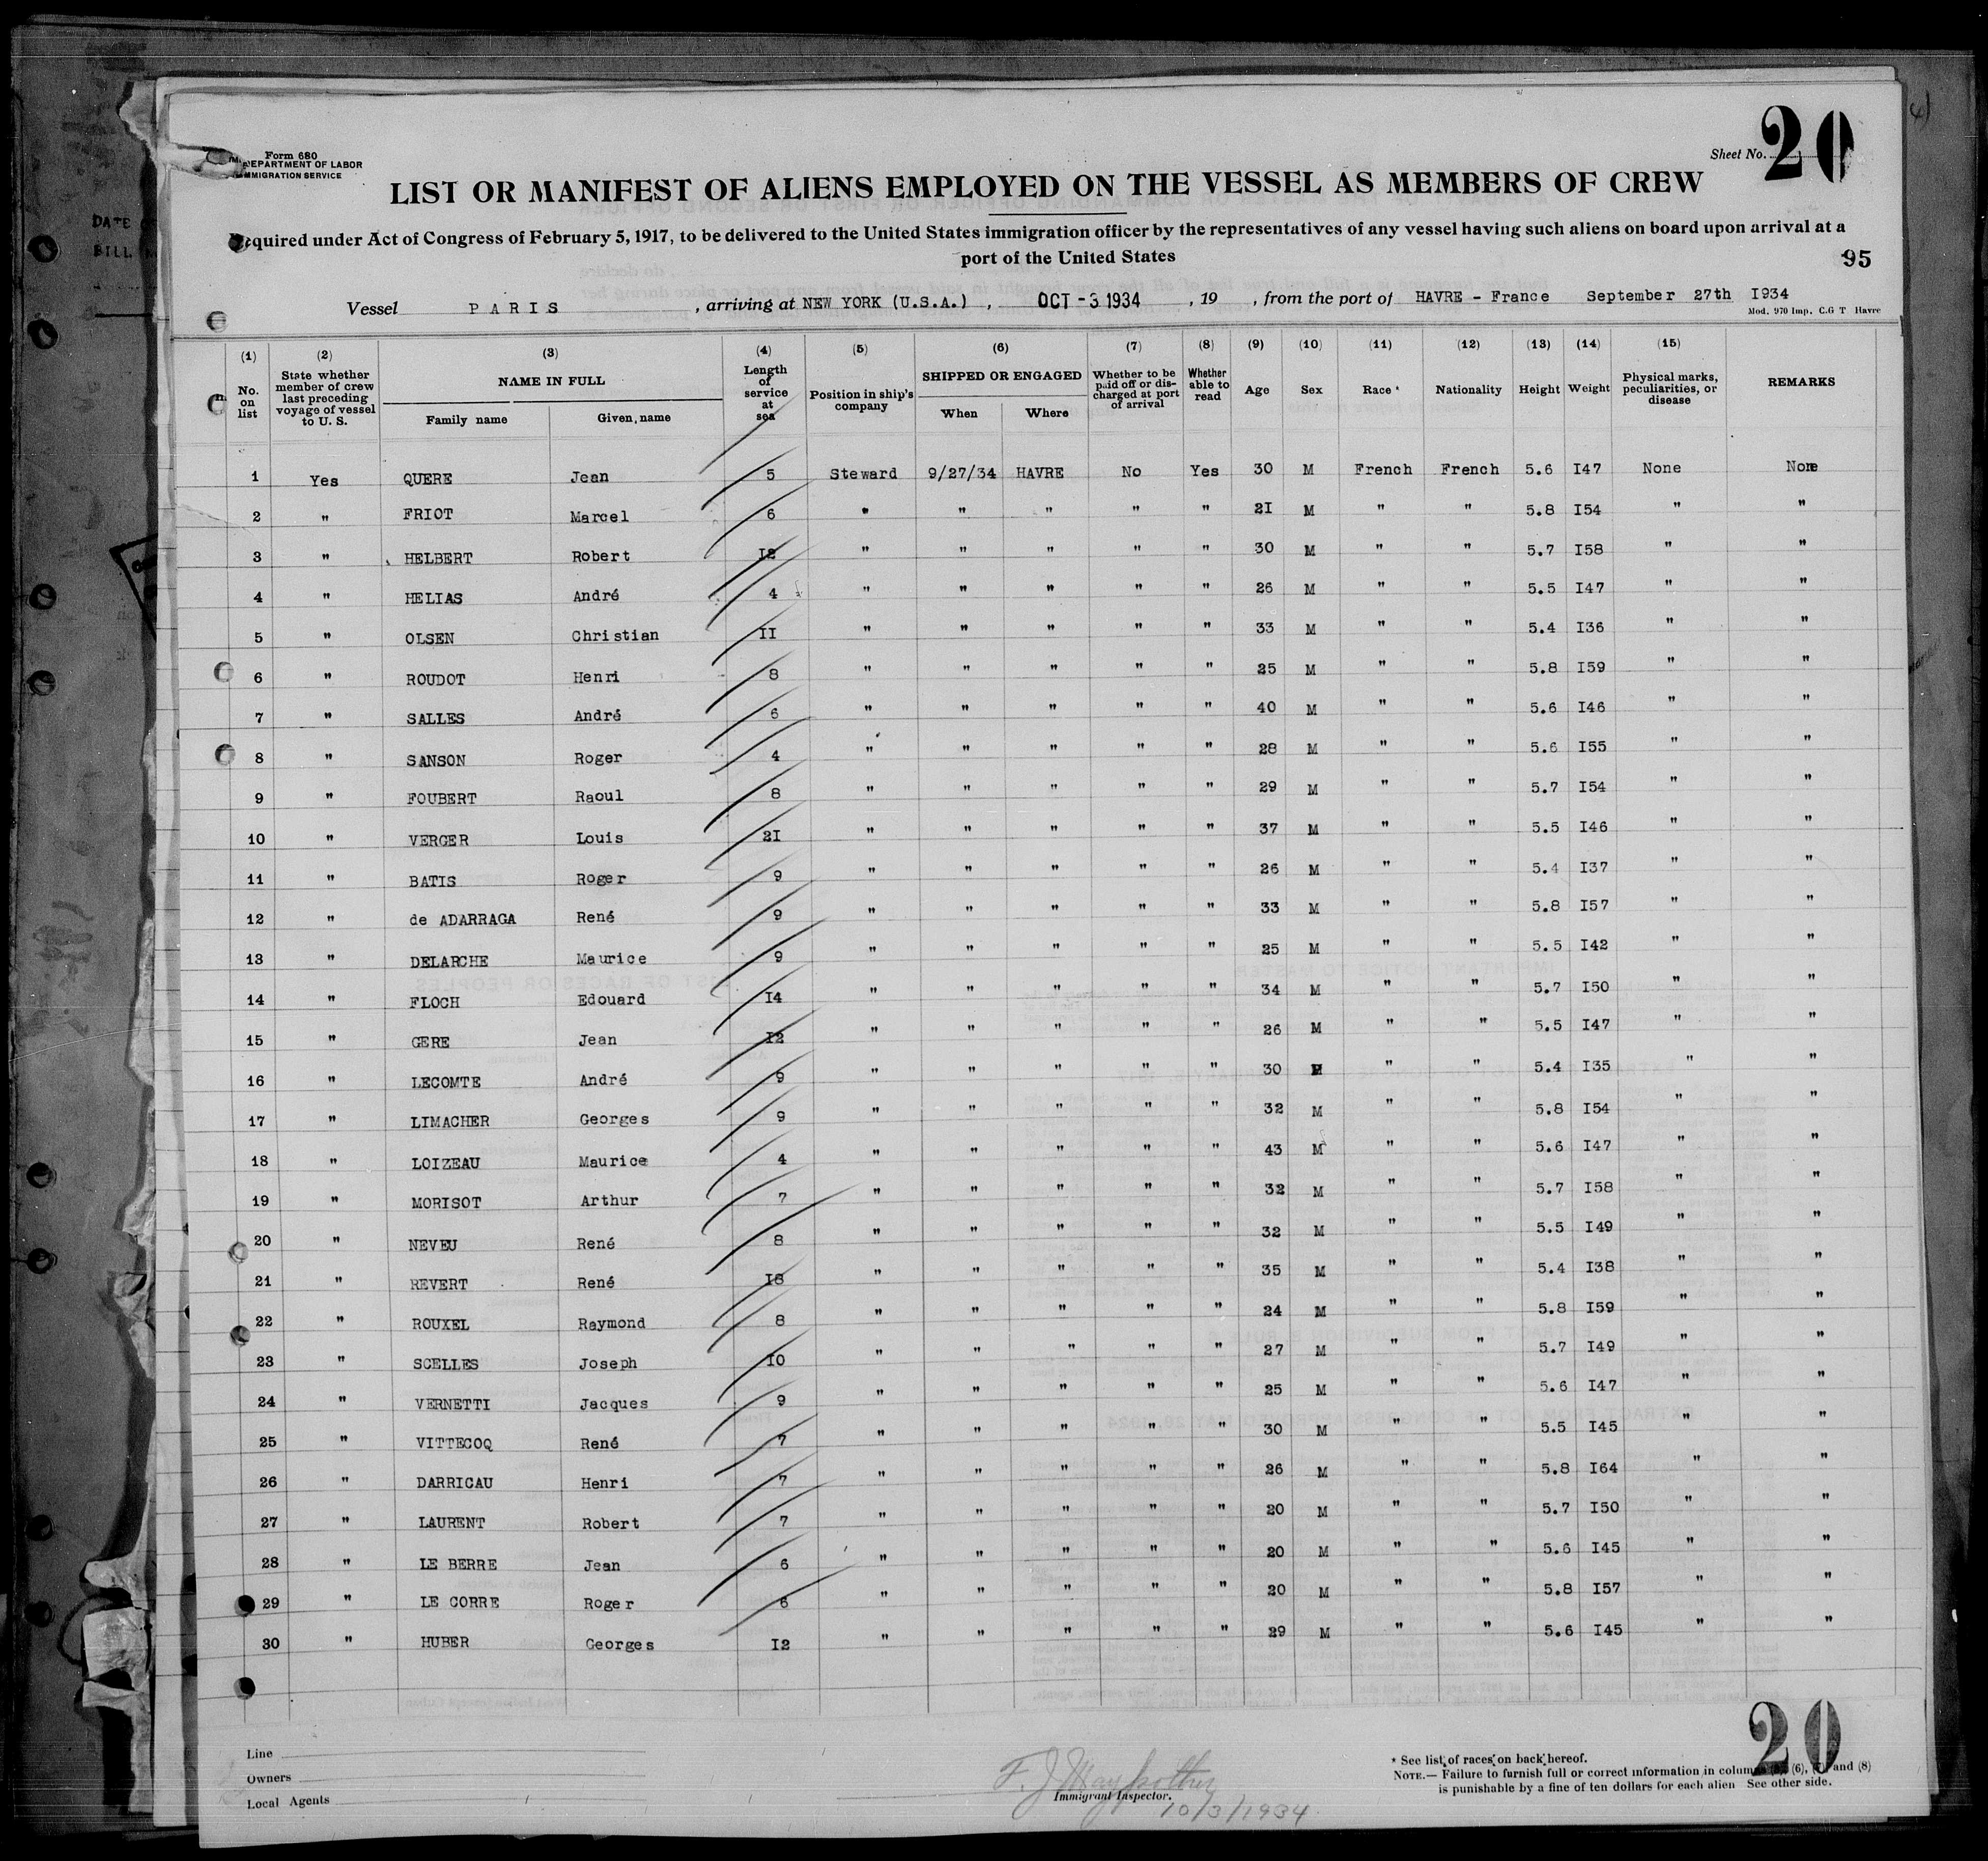 Form 680
DEPARTMENT OF LABOR
IMMIGRATION SERVICE
Sheet No. 20
LIST OR MANIFEST OF ALIENS EMPLOYED ON THE VESSEL AS MEMBERS OF CREW
Required under Act of Congress of February 5, 1917, to be delivered to the United States immigration officer by the representatives of any vessel having such aliens on board upon arrival at a
port of the United States
95
Vessel PARIS , arriving at NEW YORK (U.S.A.) , OCT -3 1934 , 19 , from the port of HAVRE - France September 27th I934
Mod. 970 Imp. C.G T Havre
(1) No. on list (2) State whether member of crew last preceding voyage of vessel to U. S. (3) NAME IN FULL Family name Given name (4) Length of service at sea (5) Position in ship's company (6) SHIPPED OR ENGAGED When Where (7) Whether to be paid off or discharged at port of arrival (8) Whether able to read (9) Age (10) Sex (11) Race * (12) Nationality (13) Height (14) Weight (15) Physical marks, peculiarities, or disease REMARKS
1 Yes QUERE Jean 5 Steward 9/27/34 HAVRE No Yes 30 M French French 5.6 I47 None None
2 " FRIOT Marcel 6 " " " " " 2I M " " 5.8 I54 " "
3 " HELBERT Robert I2 " " " " " 30 M " " 5.7 I58 " "
4 " HELIAS André 4 " " " " " 26 M " " 5.5 I47 " "
5 " OLSEN Christian II " " " " " 33 M " " 5.4 I36 " "
6 " ROUDOT Henri 8 " " " " " 25 M " " 5.8 I59 " "
7 " SALLES André 6 " " " " " 40 M " " 5.6 I46 " "
8 " SANSON Roger 4 " " " " " 28 M " " 5.6 I55 " "
9 " FOUBERT Raoul 8 " " " " " 29 M " " 5.7 I54 " "
10 " VERGER Louis 2I " " " " " 37 M " " 5.5 I46 " "
11 " BATIS Roger 9 " " " " " 26 M " " 5.4 I37 " "
12 " de ADARRAGA René 9 " " " " " 33 M " " 5.8 I57 " "
13 " DELARCHE Maurice 9 " " " " " 25 M " " 5.5 I42 " "
14 " FLOCH Edouard I4 " " " " " 34 M " " 5.7 I50 " "
15 " GERE Jean I2 " " " " " 26 M " " 5.5 I47 " "
16 " LECOMTE André 9 " " " " " 30 M " " 5.4 I35 " "
17 " LIMACHER Georges 9 " " " " " 32 M " " 5.8 I54 " "
18 " LOIZEAU Maurice 4 " " " " " 43 M " " 5.6 I47 " "
19 " MORISOT Arthur 7 " " " " " 32 M " " 5.7 I58 " "
20 " NEVEU René 8 " " " " " 32 M " " 5.5 I49 " "
21 " REVERT René I8 " " " " " 35 M " " 5.4 I38 " "
22 " ROUXEL Raymond 8 " " " " " 24 M " " 5.8 I59 " "
23 " SCELLES Joseph IO " " " " " 27 M " " 5.7 I49 " "
24 " VERNETTI Jacques 9 " " " " " 25 M " " 5.6 I47 " "
25 " VITTECOQ René 7 " " " " " 30 M " " 5.5 I45 " "
26 " DARRICAU Henri 7 " " " " " 26 M " " 5.8 I64 " "
27 " LAURENT Robert 7 " " " " " 20 M " " 5.7 I50 " "
28 " LE BERRE Jean 6 " " " " " 20 M " " 5.6 I45 " "
29 " LE CORRE Roger 6 " " " " " 20 M " " 5.8 I57 " "
30 " HUBER Georges I2 " " " " " 29 M " " 5.6 I45 " "
Line
Owners
Local Agents
Immigrant Inspector.
10/3/1934
* See list of races on back hereof.
NOTE.— Failure to furnish full or correct information in columns (6), (7) and (8)
is punishable by a fine of ten dollars for each alien See other side.
20